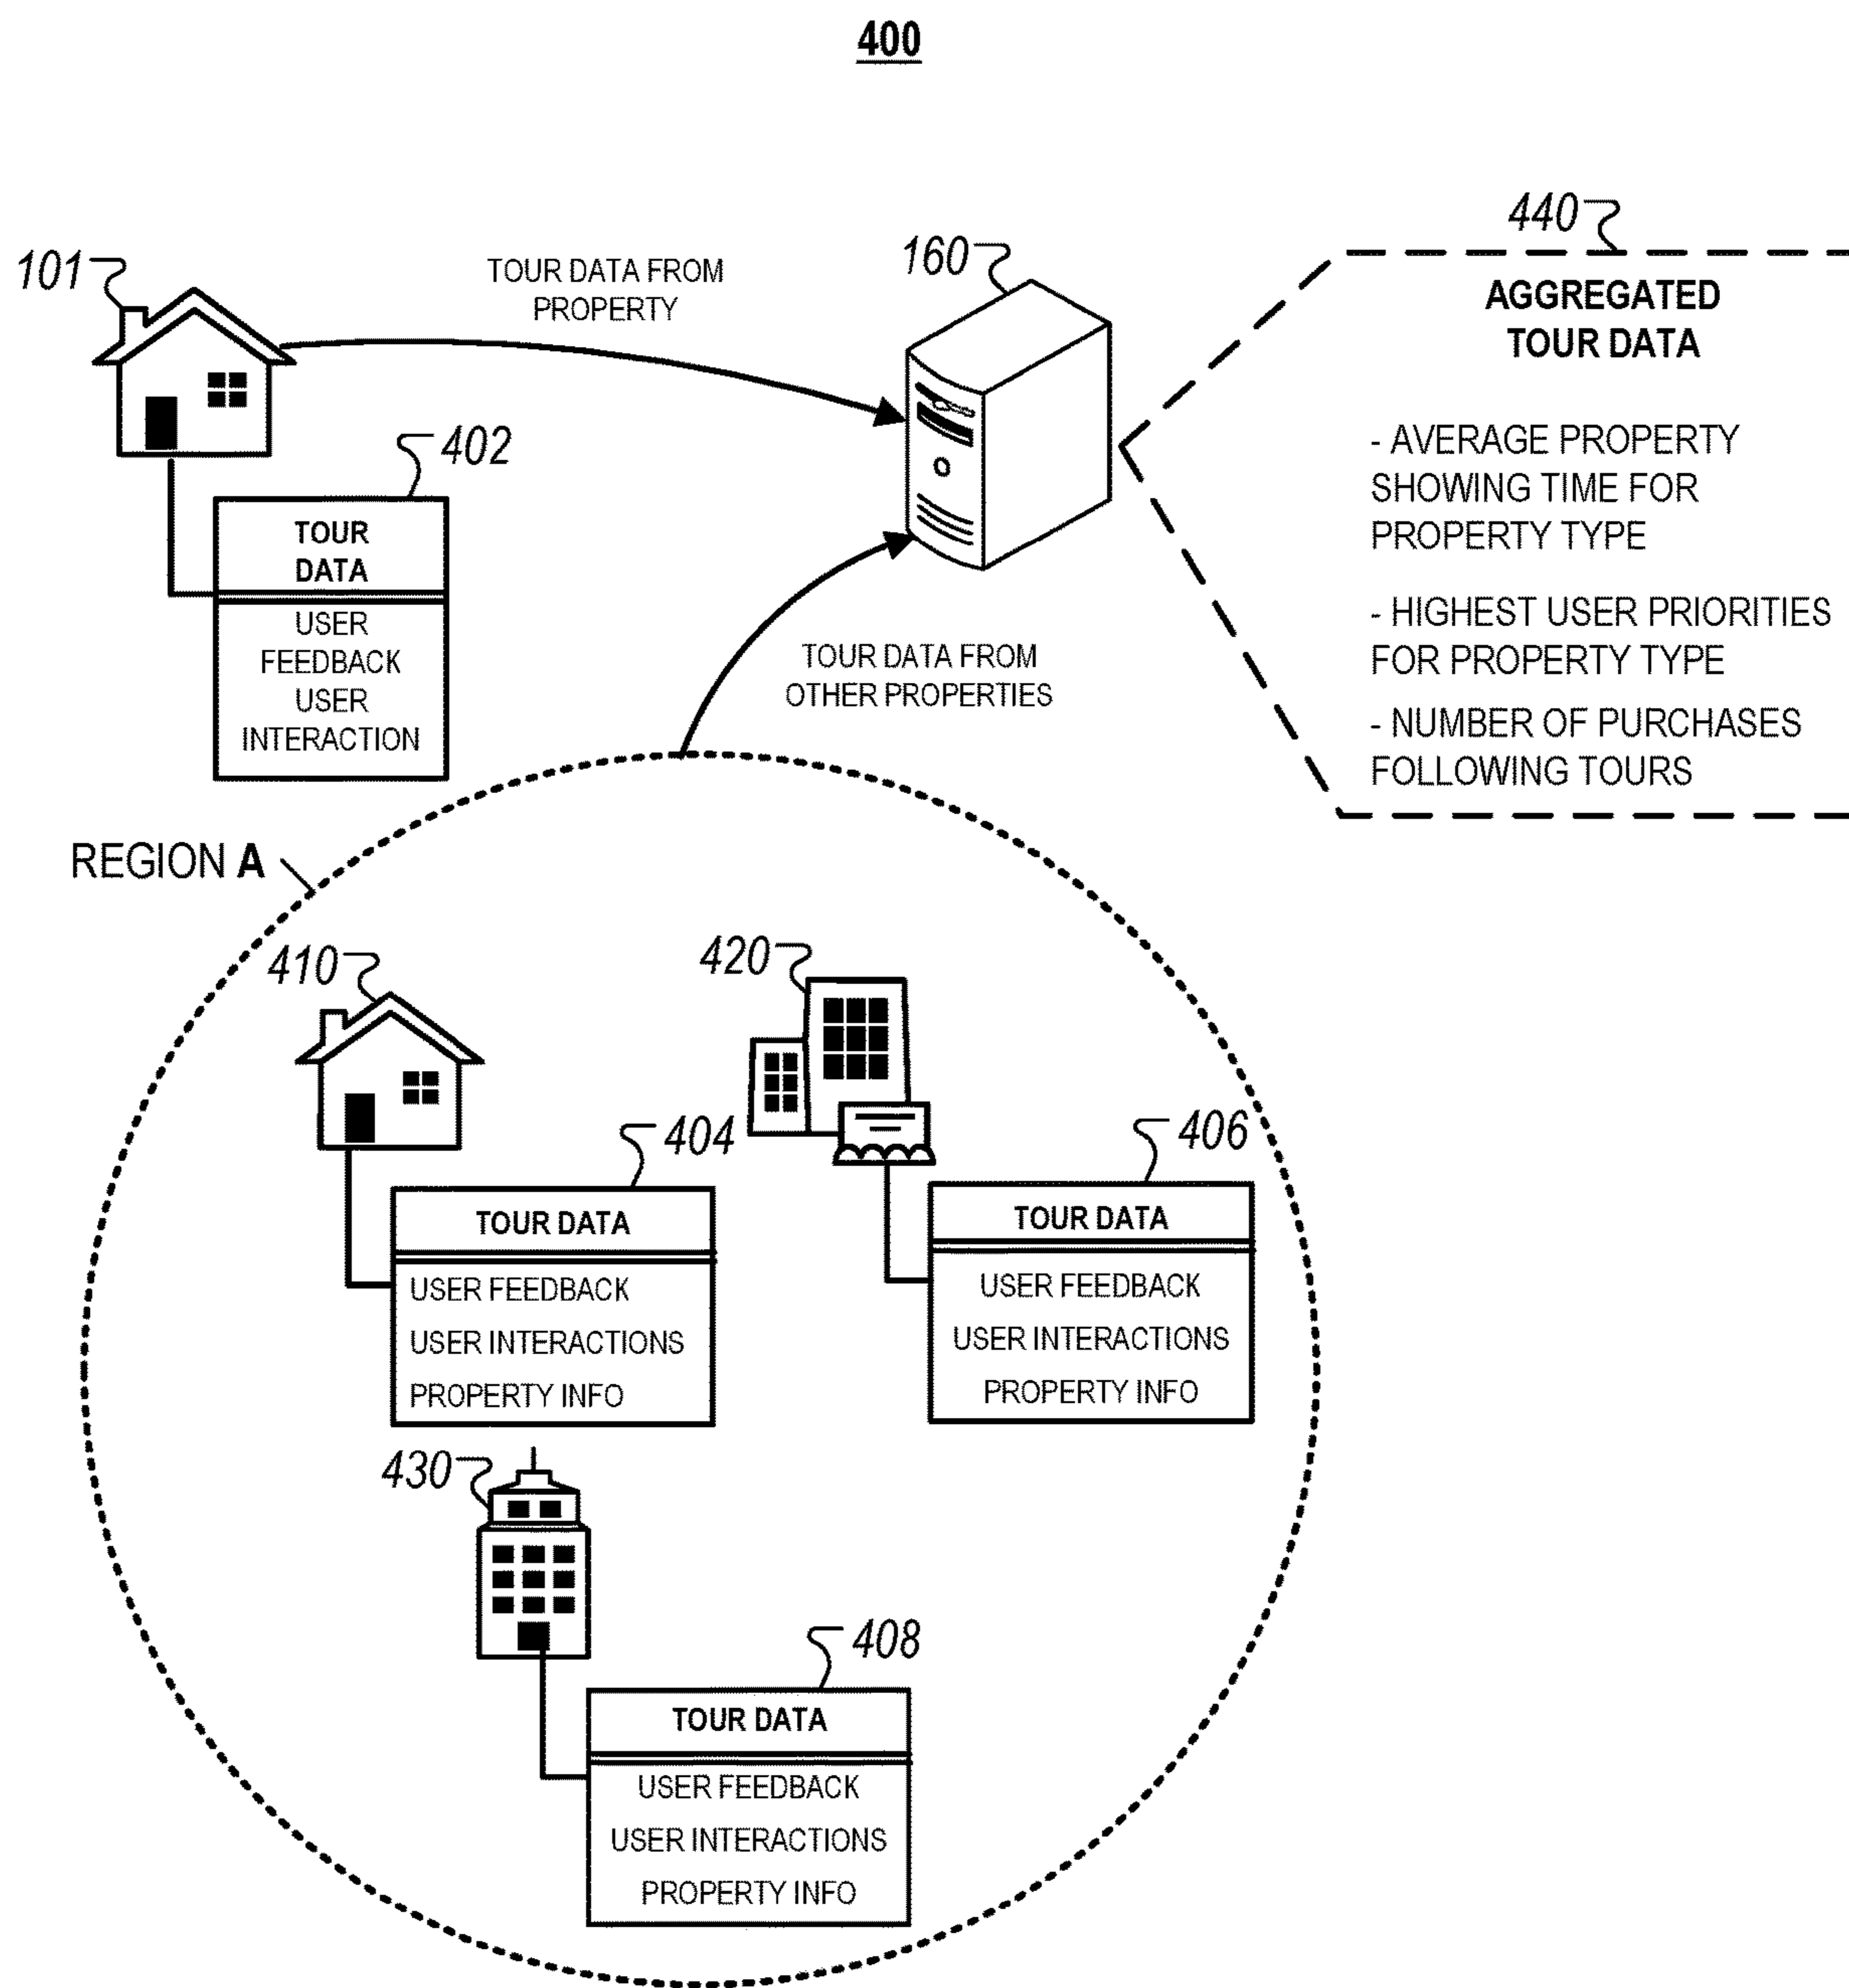 400
101
TOUR DATA FROM
PROPERTY
160
440
AGGREGATED
TOUR DATA
- AVERAGE PROPERTY
SHOWING TIME FOR
PROPERTY TYPE
- HIGHEST USER PRIORITIES
FOR PROPERTY TYPE
- NUMBER OF PURCHASES
FOLLOWING TOURS
402
TOUR
DATA
USER
FEEDBACK
USER
INTERACTION
TOUR DATA FROM
OTHER PROPERTIES
REGION A
410
404
TOUR DATA
USER FEEDBACK
USER INTERACTIONS
PROPERTY INFO
420
406
TOUR DATA
USER FEEDBACK
USER INTERACTIONS
PROPERTY INFO
430
408
TOUR DATA
USER FEEDBACK
USER INTERACTIONS
PROPERTY INFO